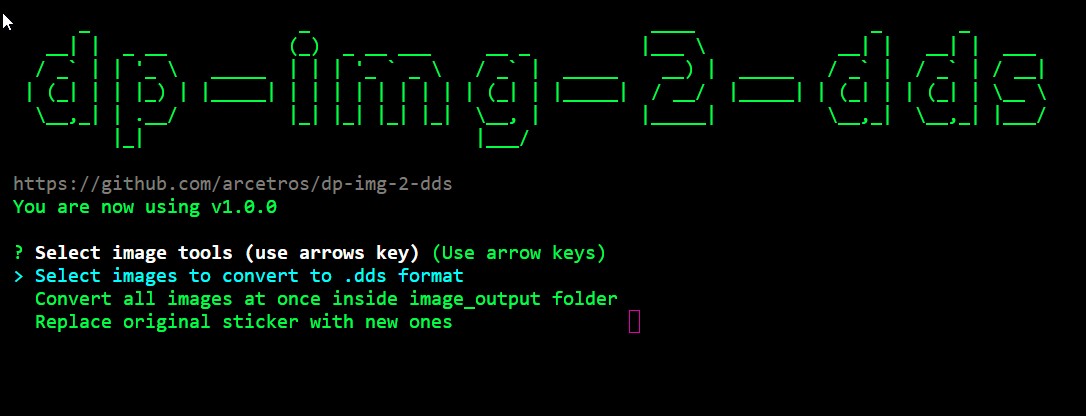 dp-img-2-dds
https://github.com/arcetros/dp-img-2-dds
You are now using v1.0.0
? Select image tools (use arrows key) (Use arrow keys)
> Select images to convert to .dds format
Convert all images at once inside image_output folder
Replace original sticker with new ones